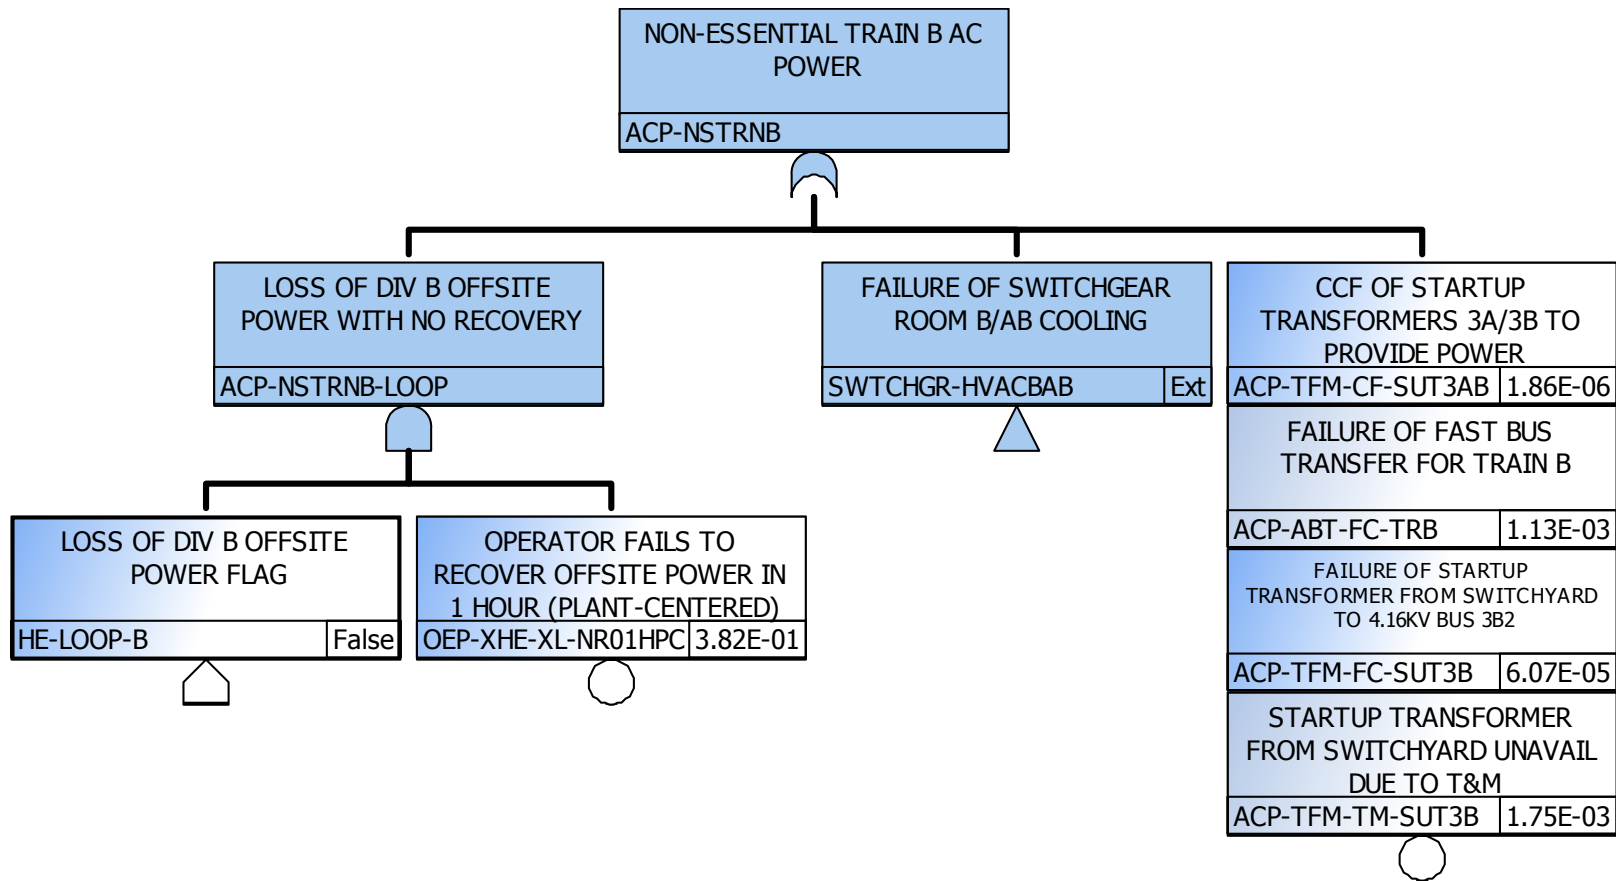 NON-ESSENTIAL TRAIN B AC
POWER
ACP-NSTRNB
LOSS OF DIV B OFFSITE
POWER WITH NO RECOVERY
ACP-NSTRNB-LOOP
FAILURE OF SWITCHGEAR
ROOM B/AB COOLING
SWTCHGR-HVACBAB Ext
CCF OF STARTUP
TRANSFORMERS 3A/3B TO
PROVIDE POWER
ACP-TFM-CF-SUT3AB 1.86E-06
FAILURE OF FAST BUS
TRANSFER FOR TRAIN B
ACP-ABT-FC-TRB 1.13E-03
FAILURE OF STARTUP
TRANSFORMER FROM SWITCHYARD
TO 4.16KV BUS 3B2
ACP-TFM-FC-SUT3B 6.07E-05
STARTUP TRANSFORMER
FROM SWITCHYARD UNAVAIL
DUE TO T&M
ACP-TFM-TM-SUT3B 1.75E-03
LOSS OF DIV B OFFSITE
POWER FLAG
HE-LOOP-B False
OPERATOR FAILS TO
RECOVER OFFSITE POWER IN
1 HOUR (PLANT-CENTERED)
OEP-XHE-XL-NR01HPC 3.82E-01